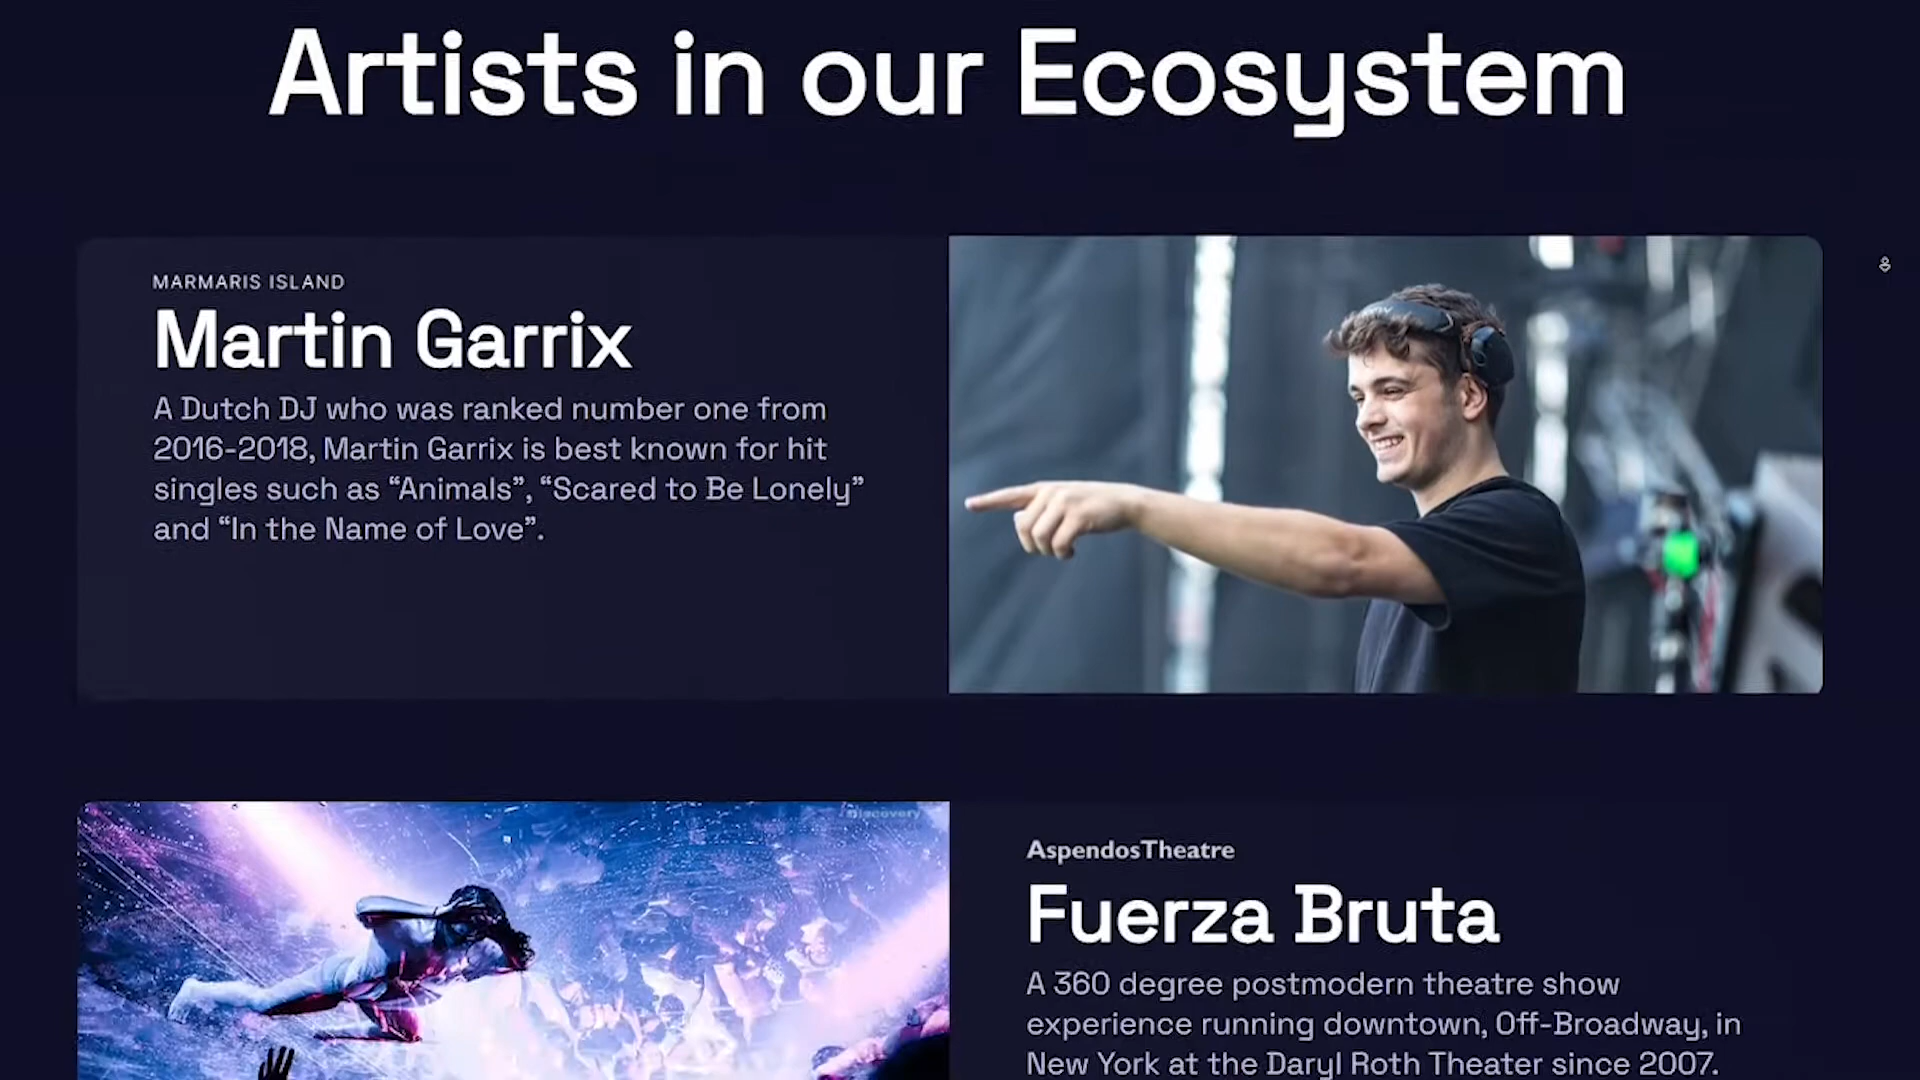 Artists in our Ecosystem
MARMARIS ISLAND
Martin Garrix
A Dutch DJ who was ranked number one from
2016-2018, Martin Garrix is best known for hit
singles such as “Animals”, “Scared to Be Lonely”
and “In the Name of Love”.
Discovery
AspendosTheatre
Fuerza Bruta
A 360 degree postmodern theatre show
experience running downtown, Off-Broadway, in
New York at the Daryl Roth Theater since 2007.